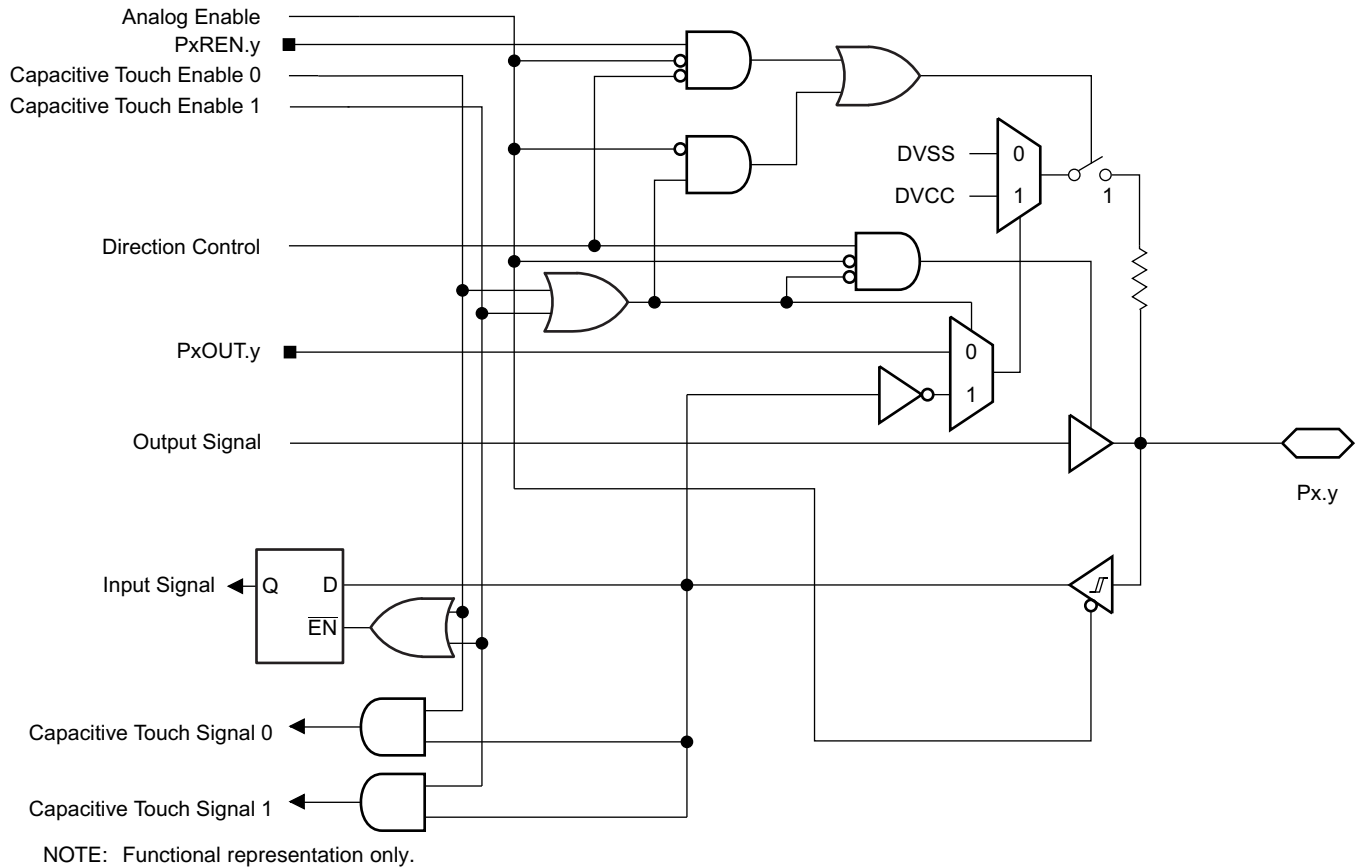 Analog Enable
PxREN.y
Capacitive Touch Enable 0
Capacitive Touch Enable 1
DVSS
0
DVCC
1
1
Direction Control
PxOUT.y
0
1
Output Signal
Px.y
Input Signal
Q
D
EN
Capacitive Touch Signal 0
Capacitive Touch Signal 1
NOTE: Functional representation only.